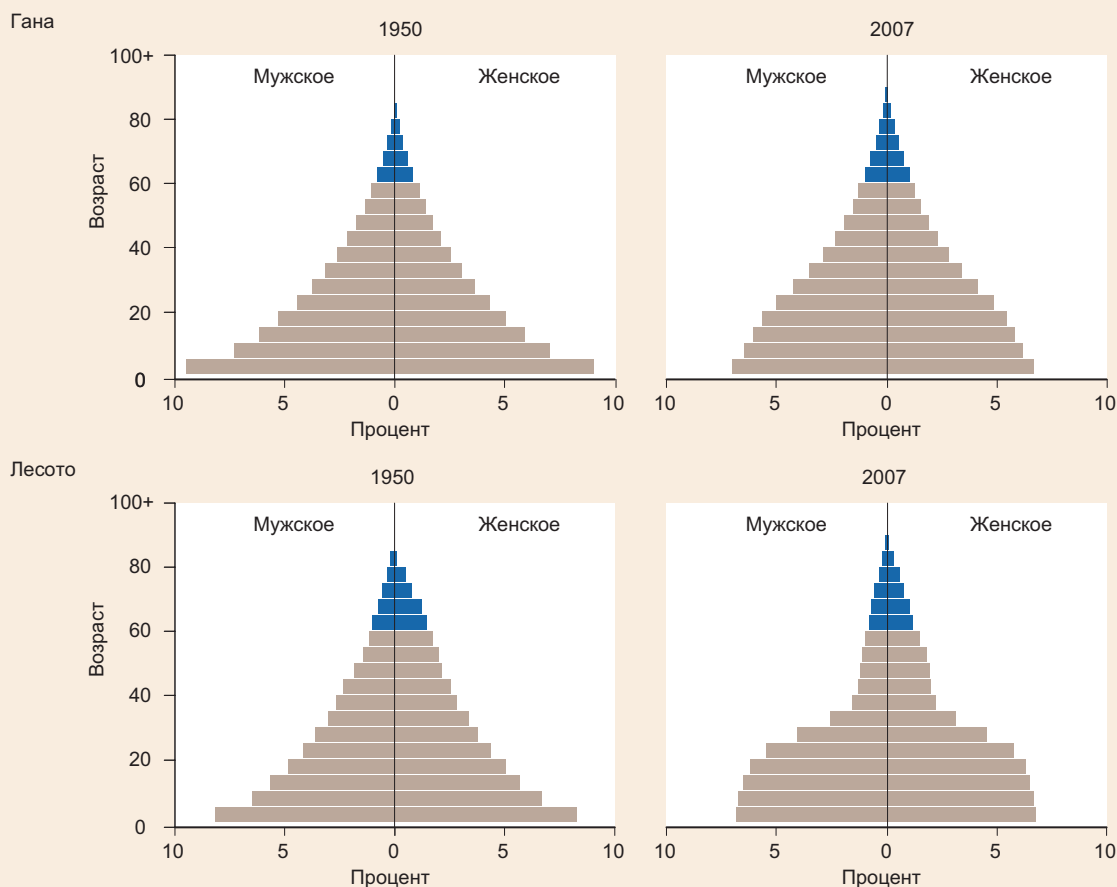 Гана
1950
2007
100+
Мужское
Женское
Мужское
Женское
80
60
40
20
0
Возраст
10 5 0 5 10
10 5 0 5 10
Процент
Процент
Лесото
1950
2007
100+
Мужское
Женское
Мужское
Женское
80
60
40
20
0
Возраст
10 5 0 5 10
10 5 0 5 10
Процент
Процент